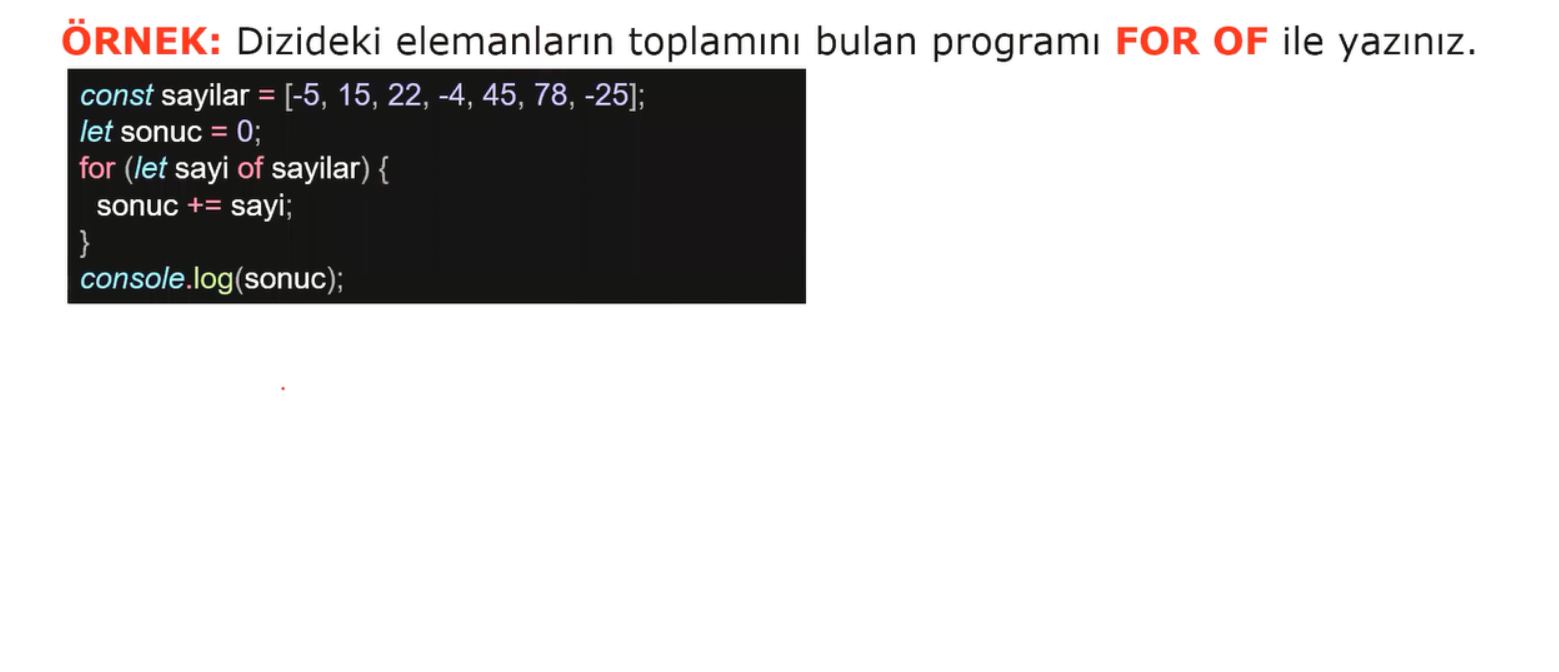 ÖRNEK: Dizideki elemanların toplamını bulan programı FOR OF ile yazınız.
const sayilar = [-5, 15, 22, -4, 45, 78, -25];
let sonuc = 0;
for (let sayi of sayilar) {
  sonuc += sayi;
}
console.log(sonuc);